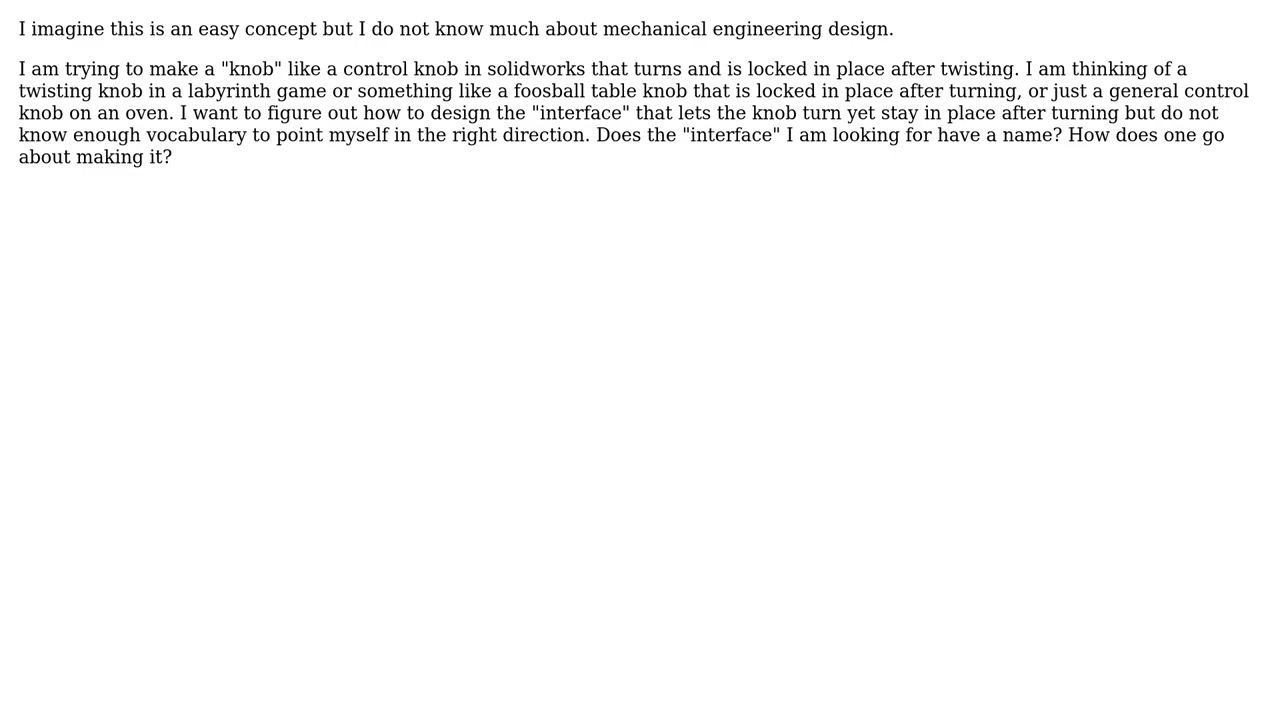 I imagine this is an easy concept but I do not know much about mechanical engineering design.
I am trying to make a "knob" like a control knob in solidworks that turns and is locked in place after twisting. I am thinking of a
twisting knob in a labyrinth game or something like a foosball table knob that is locked in place after turning, or just a general control
knob on an oven. I want to figure out how to design the "interface" that lets the knob turn yet stay in place after turning but do not
know enough vocabulary to point myself in the right direction. Does the "interface" I am looking for have a name? How does one go
about making it?